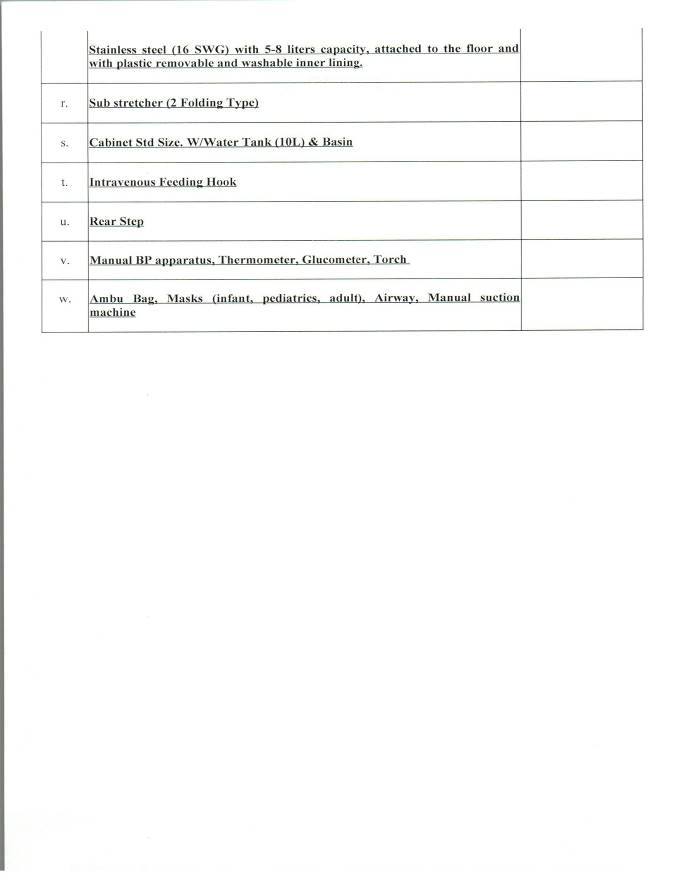 Stainless steel (16 SWG) with 5-8 liters capacity, attached to the floor and
with plastic removable and washable inner lining.
r. Sub stretcher (2 Folding Type)
s. Cabinet Std Size. W/Water Tank (10L) & Basin
t. Intravenous Feeding Hook
u. Rear Step
v. Manual BP apparatus, Thermometer, Glucometer, Torch
w. Ambu Bag, Masks (infant, pediatrics, adult), Airway, Manual suction
machine